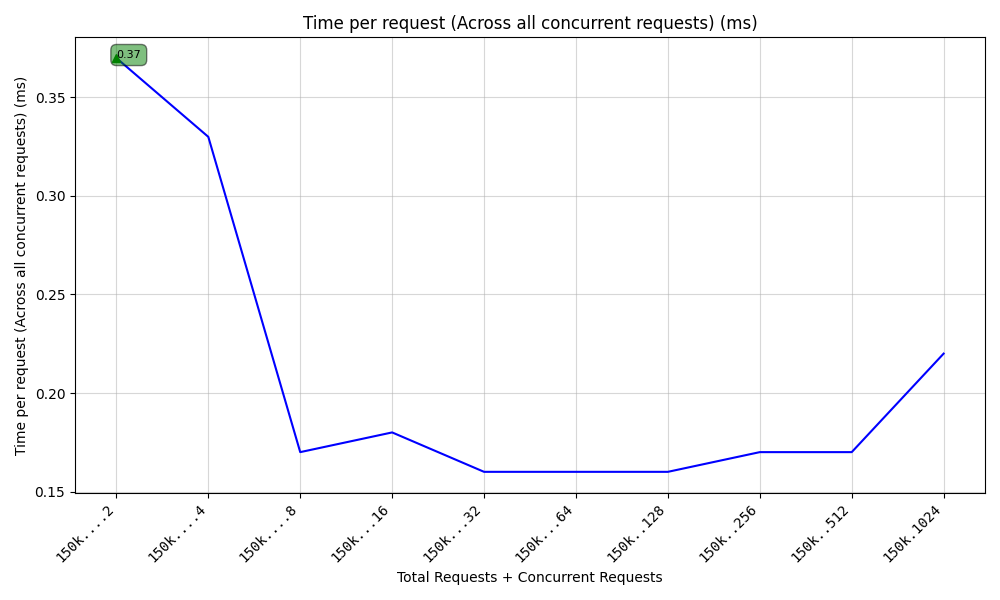 Time per request (Across all concurrent requests) (ms)
Time per request (Across all concurrent requests) (ms)
0.37
0.35
0.30
0.25
0.20
0.15
150k....2
150k....4
150k....8
150k...16
150k...32
150k...64
150k..128
150k..256
150k..512
150k.1024
Total Requests + Concurrent Requests